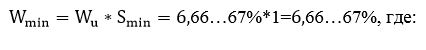 Wmin = Wu * Smin = 6,66…67%*1=6,66…67%, где: